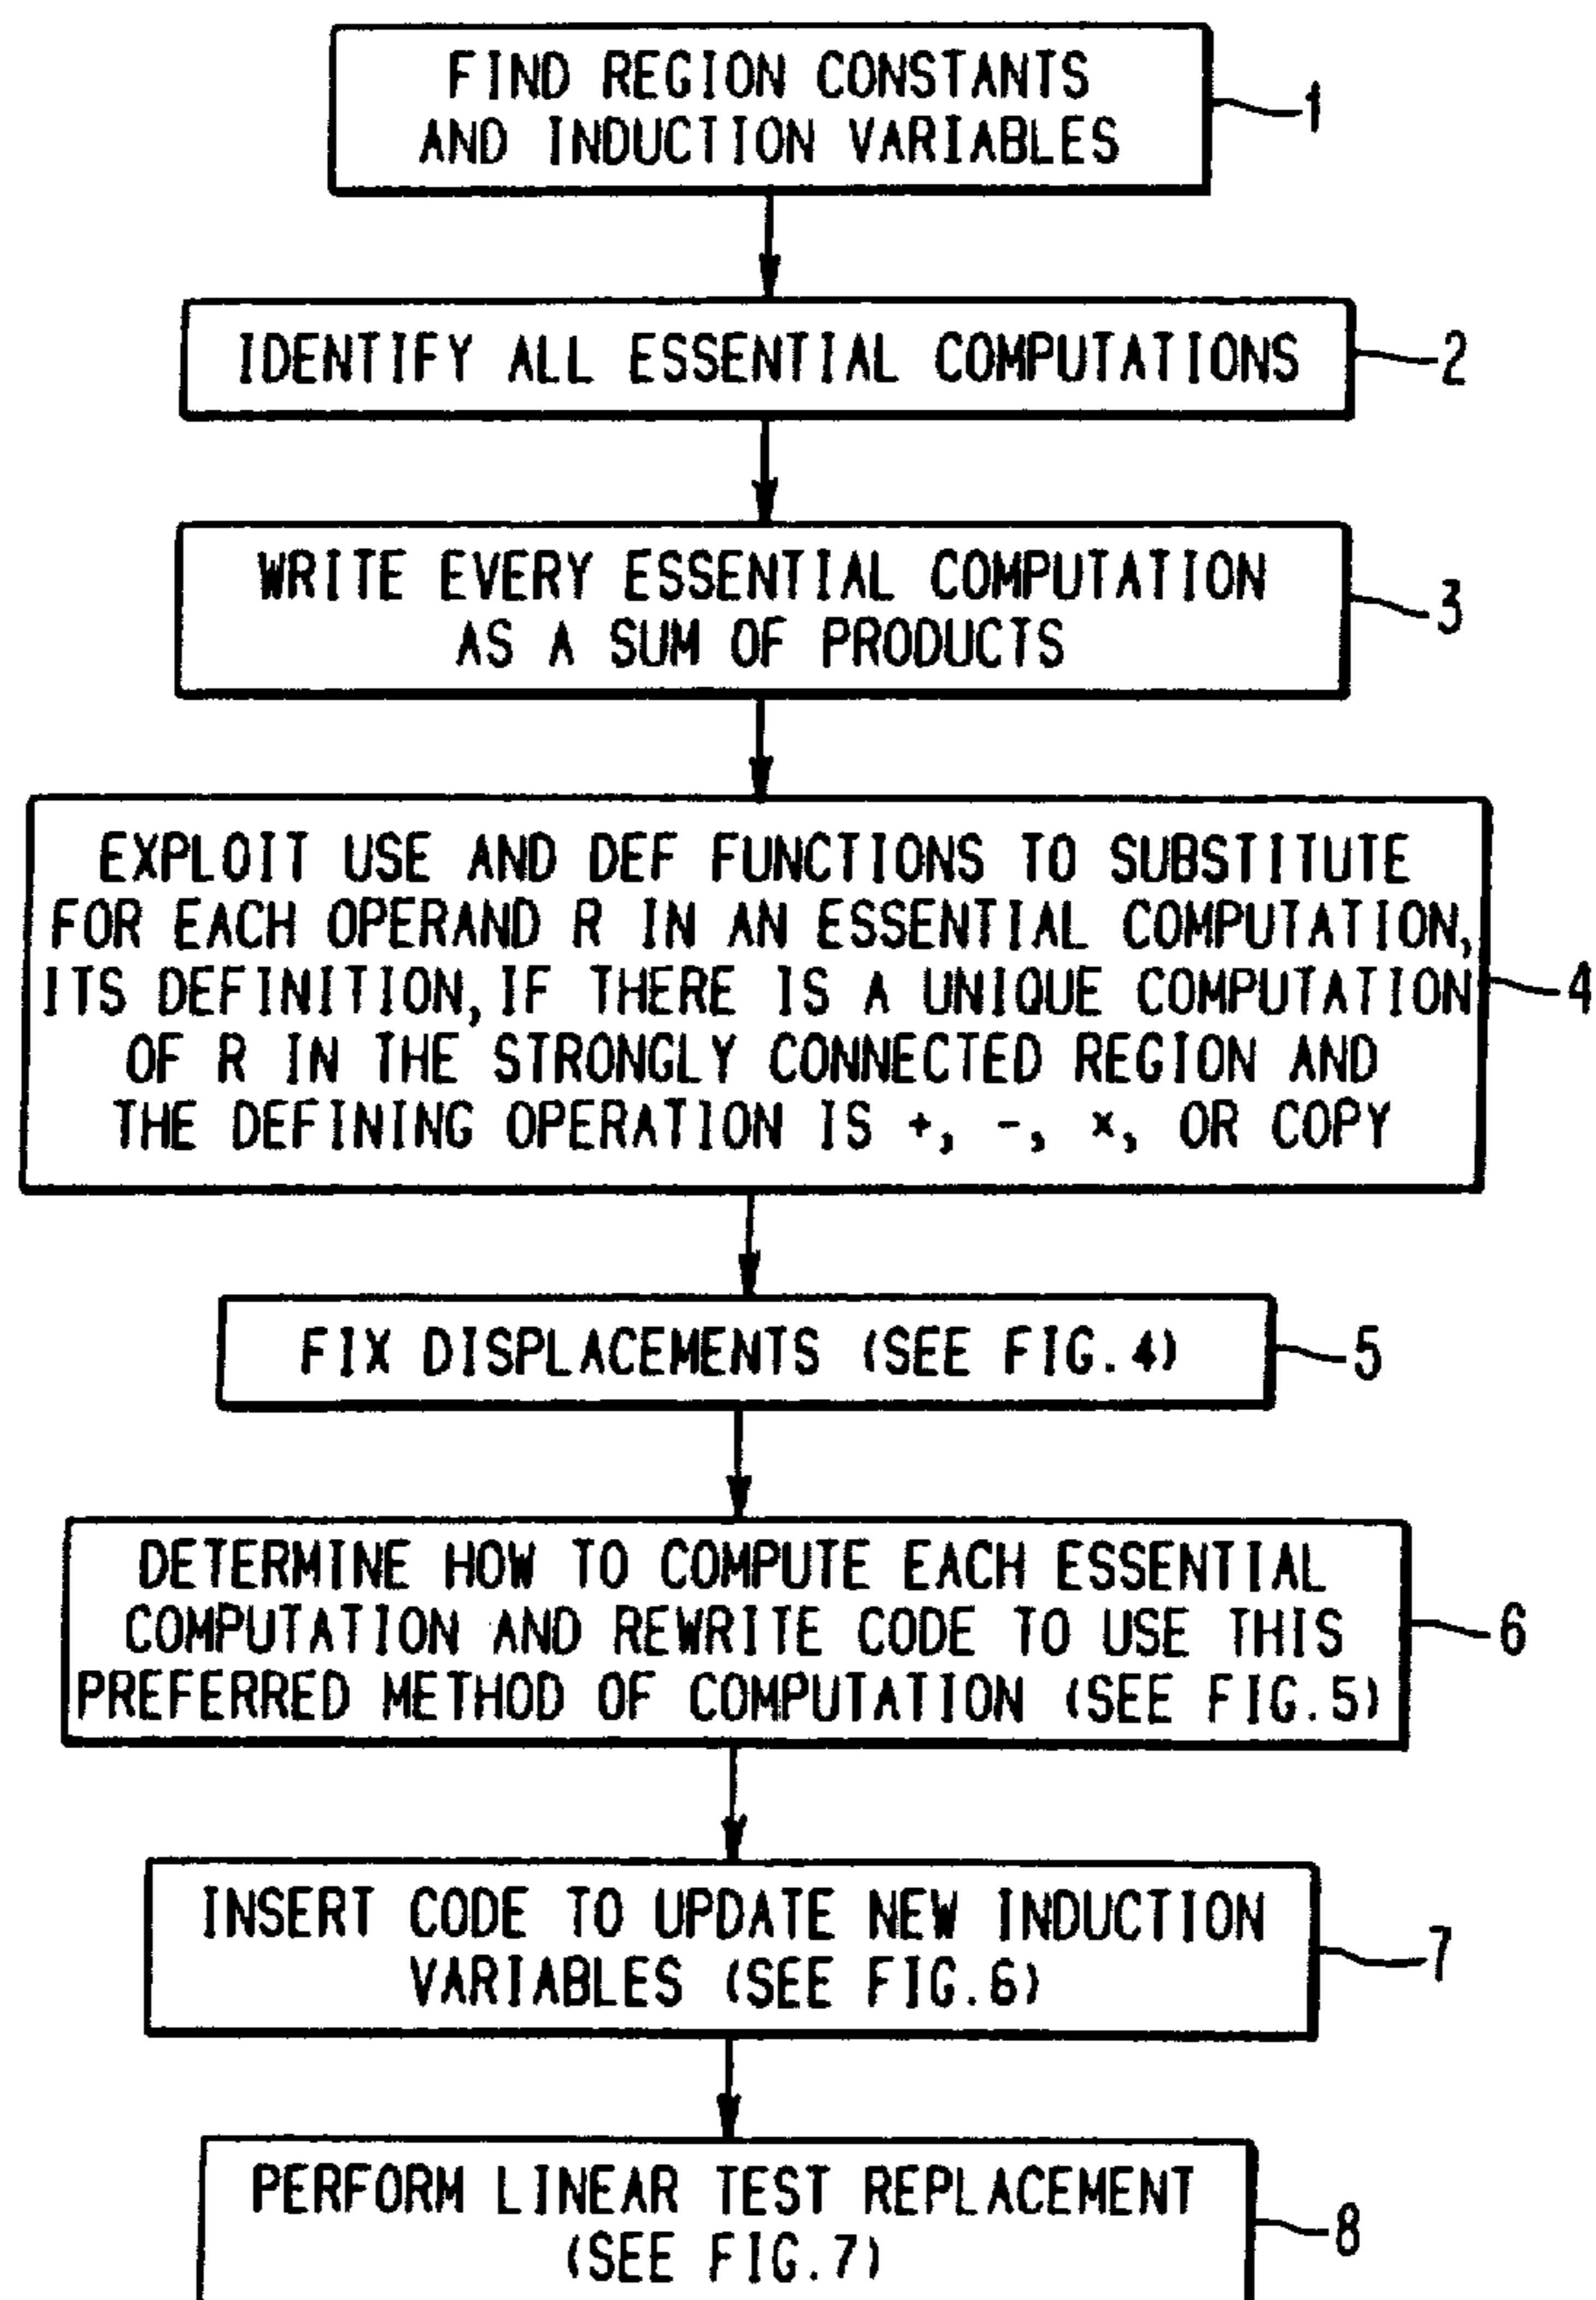 FIND REGION CONSTANTS
AND INDUCTION VARIABLES
1
IDENTIFY ALL ESSENTIAL COMPUTATIONS
2
WRITE EVERY ESSENTIAL COMPUTATION
AS A SUM OF PRODUCTS
3
EXPLOIT USE AND DEF FUNCTIONS TO SUBSTITUTE
FOR EACH OPERAND R IN AN ESSENTIAL COMPUTATION,
ITS DEFINITION, IF THERE IS A UNIQUE COMPUTATION
OF R IN THE STRONGLY CONNECTED REGION AND
THE DEFINING OPERATION IS +, -, ×, OR COPY
4
FIX DISPLACEMENTS (SEE FIG.4)
5
DETERMINE HOW TO COMPUTE EACH ESSENTIAL
COMPUTATION AND REWRITE CODE TO USE THIS
PREFERRED METHOD OF COMPUTATION (SEE FIG.5)
6
INSERT CODE TO UPDATE NEW INDUCTION
VARIABLES (SEE FIG.6)
7
PERFORM LINEAR TEST REPLACEMENT
(SEE FIG.7)
8